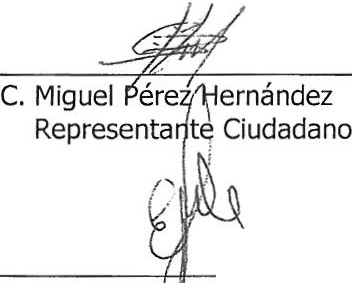 C. Miguel Pérez Hernández
Representante Ciudadano